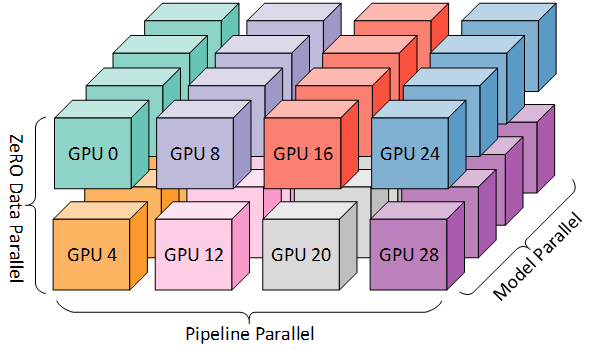 GPU 0
GPU 8
GPU 16
GPU 24
GPU 4
GPU 12
GPU 20
GPU 28
ZeRO Data Parallel
Model Parallel
Pipeline Parallel